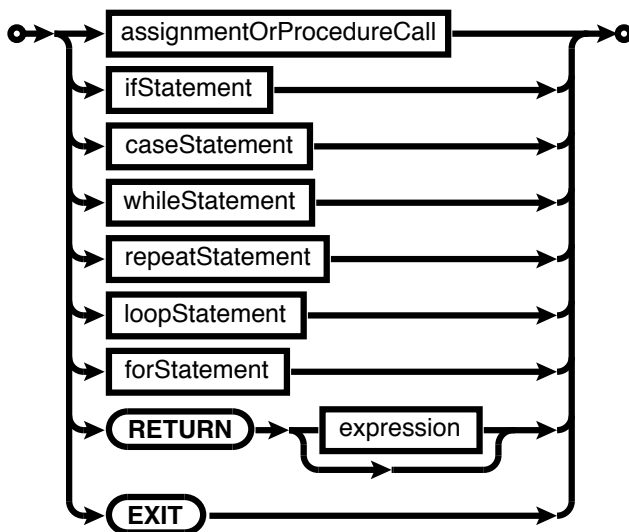 assignmentOrProcedureCall
ifStatement
caseStatement
whileStatement
repeatStatement
loopStatement
forStatement
RETURN expression
EXIT